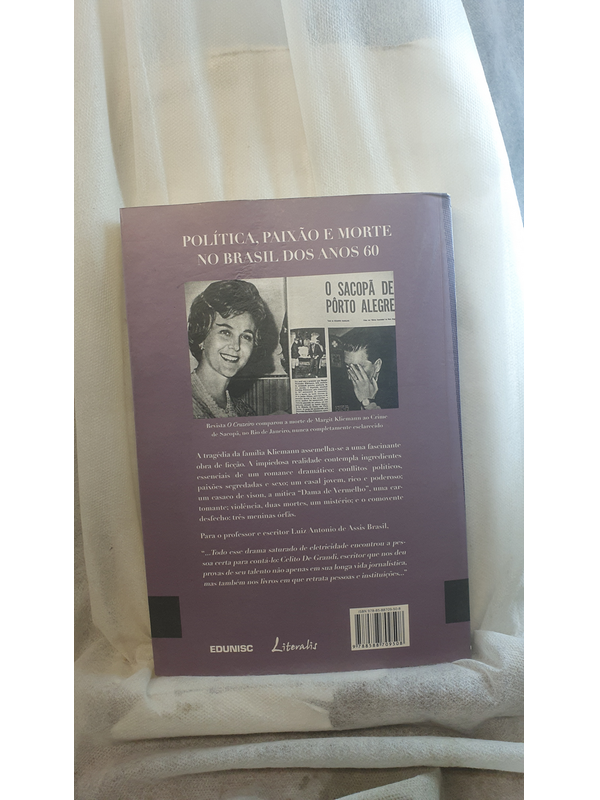 POLÍTICA, PAIXÃO E MORTE
NO BRASIL DOS ANOS 60
O SACOPÃ DE
PÔRTO ALEGRE
Revista O Cruzeiro comparou a morte de Margit Kliemann ao Crime
de Sacopã, no Rio de Janeiro, nunca completamente esclarecido
A tragédia da família Kliemann assemelha-se a uma fascinante
obra de ficção. A impiedosa realidade contempla ingredientes
essenciais de um romance dramático: conflitos políticos,
paixões segredadas e sexo; um casal jovem, rico e poderoso;
um casaco de vison, a mítica “Dama de Vermelho”, uma car-
tomante; violência, duas mortes, um mistério; e o comovente
desfecho: três meninas órfãs.
Para o professor e escritor Luiz Antonio de Assis Brasil,
“...Todo esse drama saturado de eletricidade encontrou a pes-
soa certa para contá-lo: Celito De Grandi, escritor que nos deu
provas de seu talento não apenas em sua longa vida jornalística,
mas também nos livros em que retrata pessoas e instituições...”
EDUNISC
Literalis
9 788588 709508